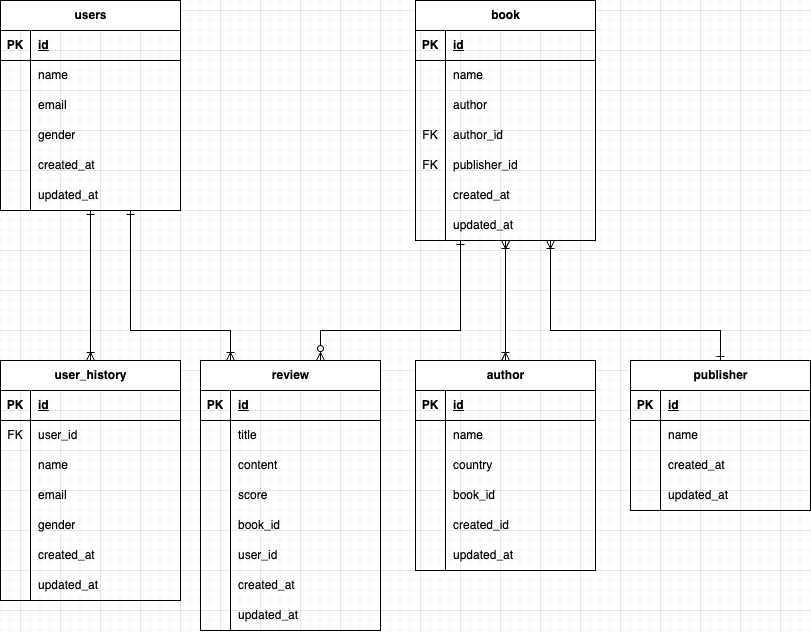 users
PK id
name
email
gender
created_at
updated_at
book
PK id
name
author
FK author_id
FK publisher_id
created_at
updated_at
user_history
PK id
FK user_id
name
email
gender
created_at
updated_at
review
PK id
title
content
score
book_id
user_id
created_at
updated_at
author
PK id
name
country
book_id
created_id
updated_at
publisher
PK id
name
created_at
updated_at